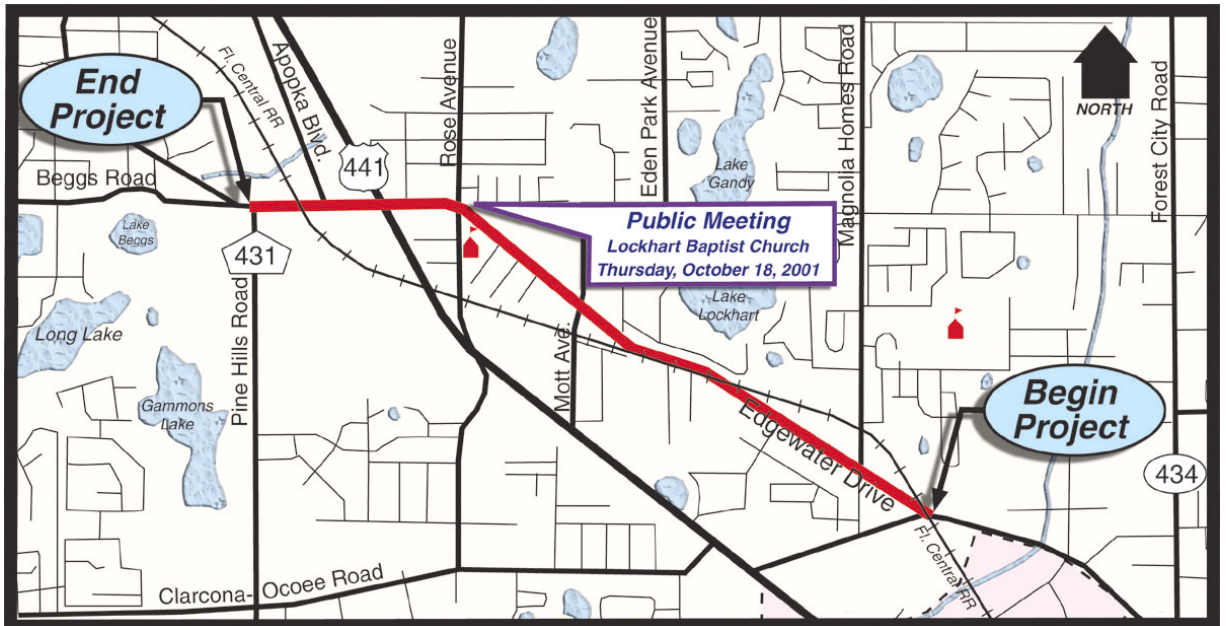 End
Project
Fl. Central RR
Apopka Blvd.
441
Rose Avenue
Eden Park Avenue
Lake
Gandy
Magnolia Homes Road
NORTH
Forest City Road
Beggs Road
Lake
Beggs
431
Public Meeting
Lockhart Baptist Church
Thursday, October 18, 2001
Lake
Lockhart
Long Lake
Pine Hills Road
Mott Ave.
Gammons
Lake
Edgewater Drive
Begin
Project
434
Fl. Central RR
Clarcona- Ocoee Road